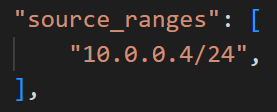 "source_ranges": [
    "10.0.0.4/24",
],